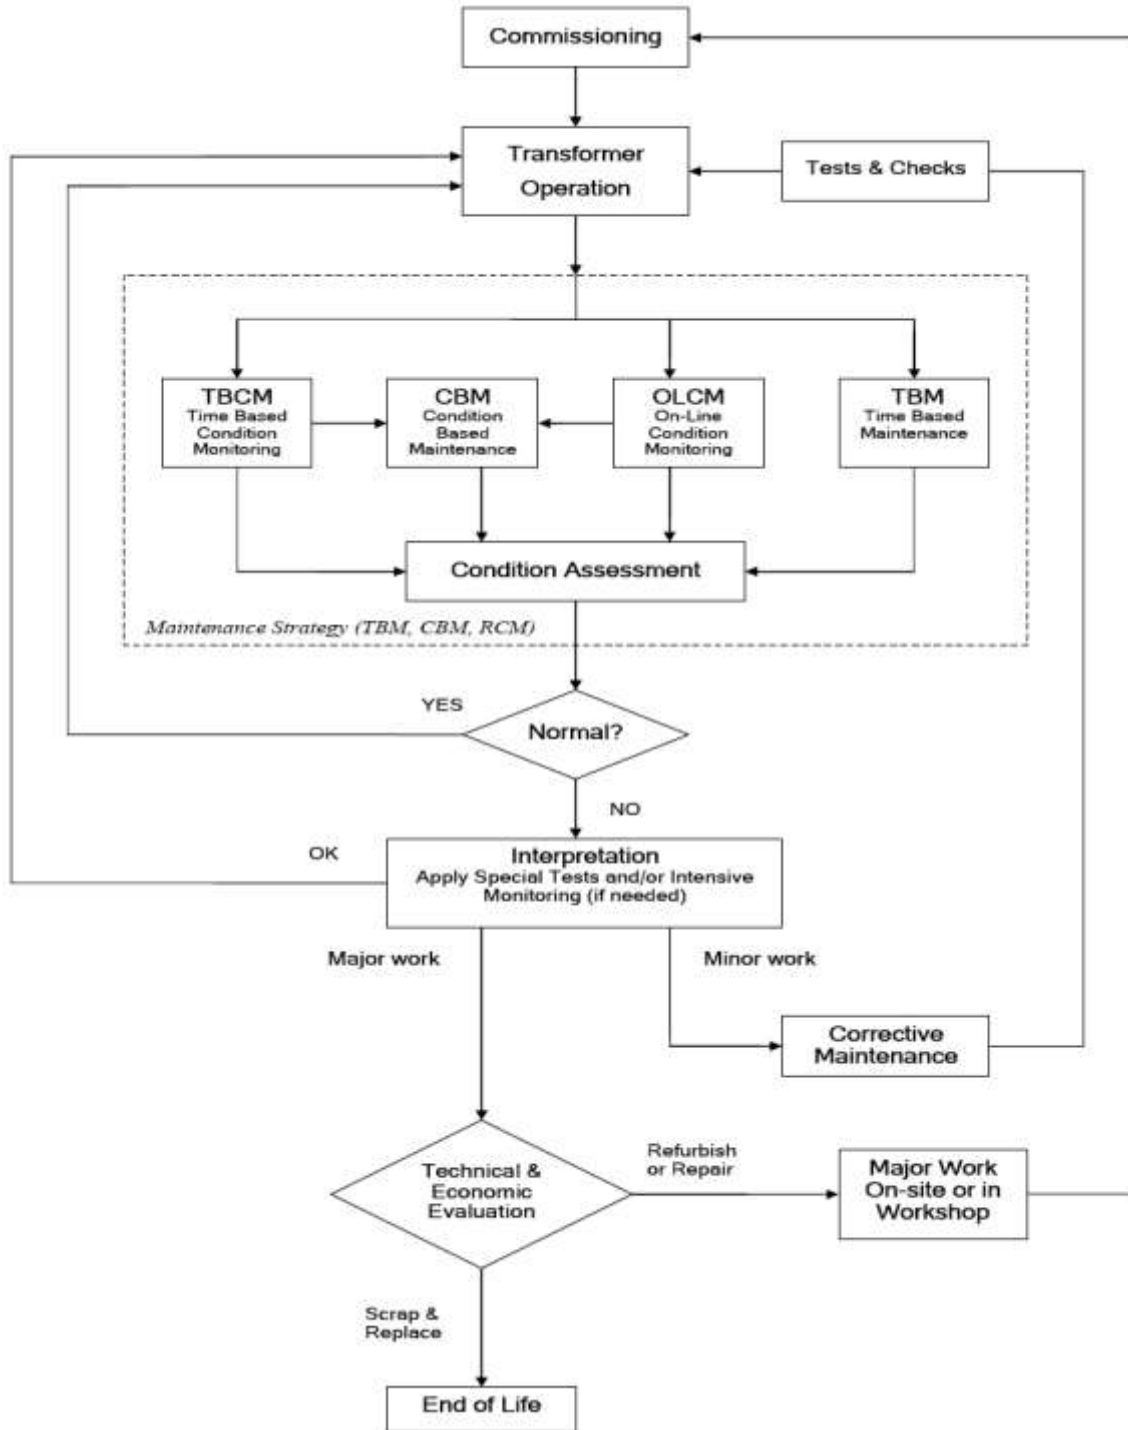 Commissioning
Transformer
Operation
Tests & Checks
TBCM
Time Based
Condition
Monitoring
CBM
Condition
Based
Maintenance
OLCM
On-Line
Condition
Monitoring
TBM
Time Based
Maintenance
Condition Assessment
Maintenance Strategy (TBM, CBM, RCM)
YES
Normal?
NO
OK
Interpretation
Apply Special Tests and/or Intensive
Monitoring (if needed)
Major work
Minor work
Corrective
Maintenance
Technical &
Economic
Evaluation
Refurbish
or Repair
Major Work
On-site or in
Workshop
Scrap &
Replace
End of Life